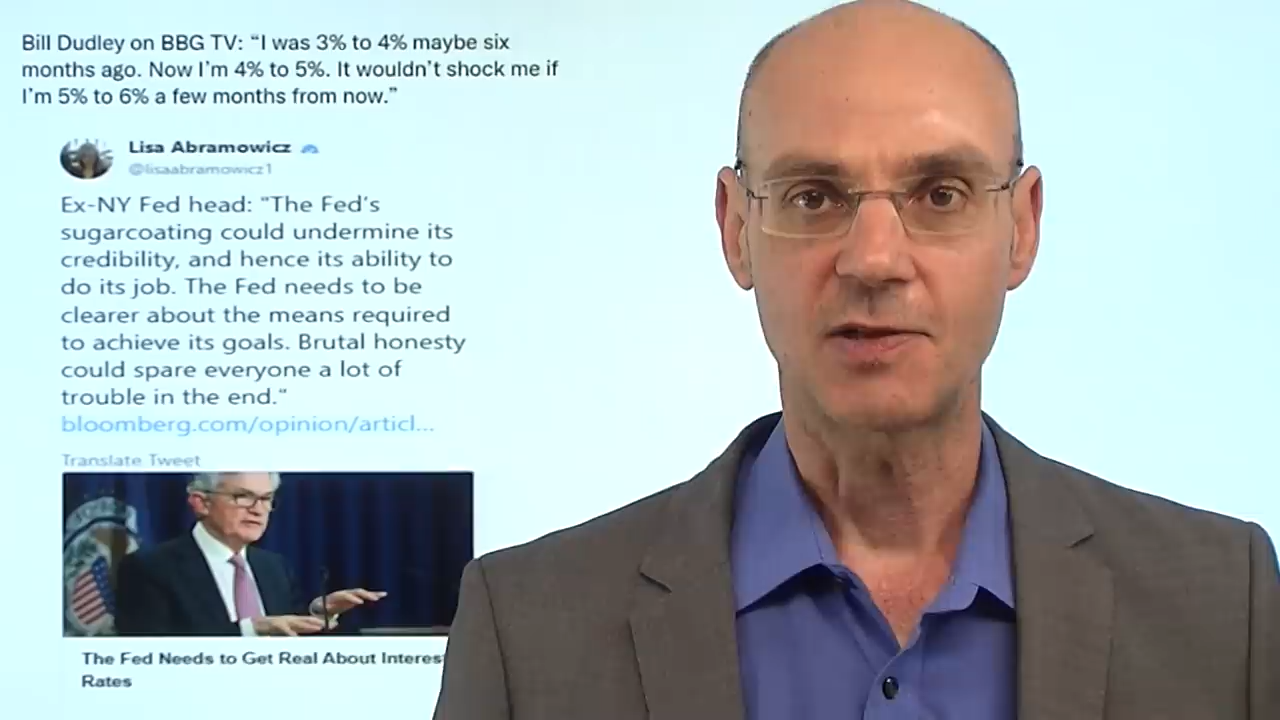 Bill Dudley on BBG TV: “I was 3% to 4% maybe six
months ago. Now I’m 4% to 5%. It wouldn’t shock me if
I’m 5% to 6% a few months from now.”
Lisa Abramowicz
@lisaabramowicz1
Ex-NY Fed head: "The Fed's
sugarcoating could undermine its
credibility, and hence its ability to
do its job. The Fed needs to be
clearer about the means required
to achieve its goals. Brutal honesty
could spare everyone a lot of
trouble in the end."
bloomberg.com/opinion/articl...
Translate Tweet
The Fed Needs to Get Real About Interes
Rates